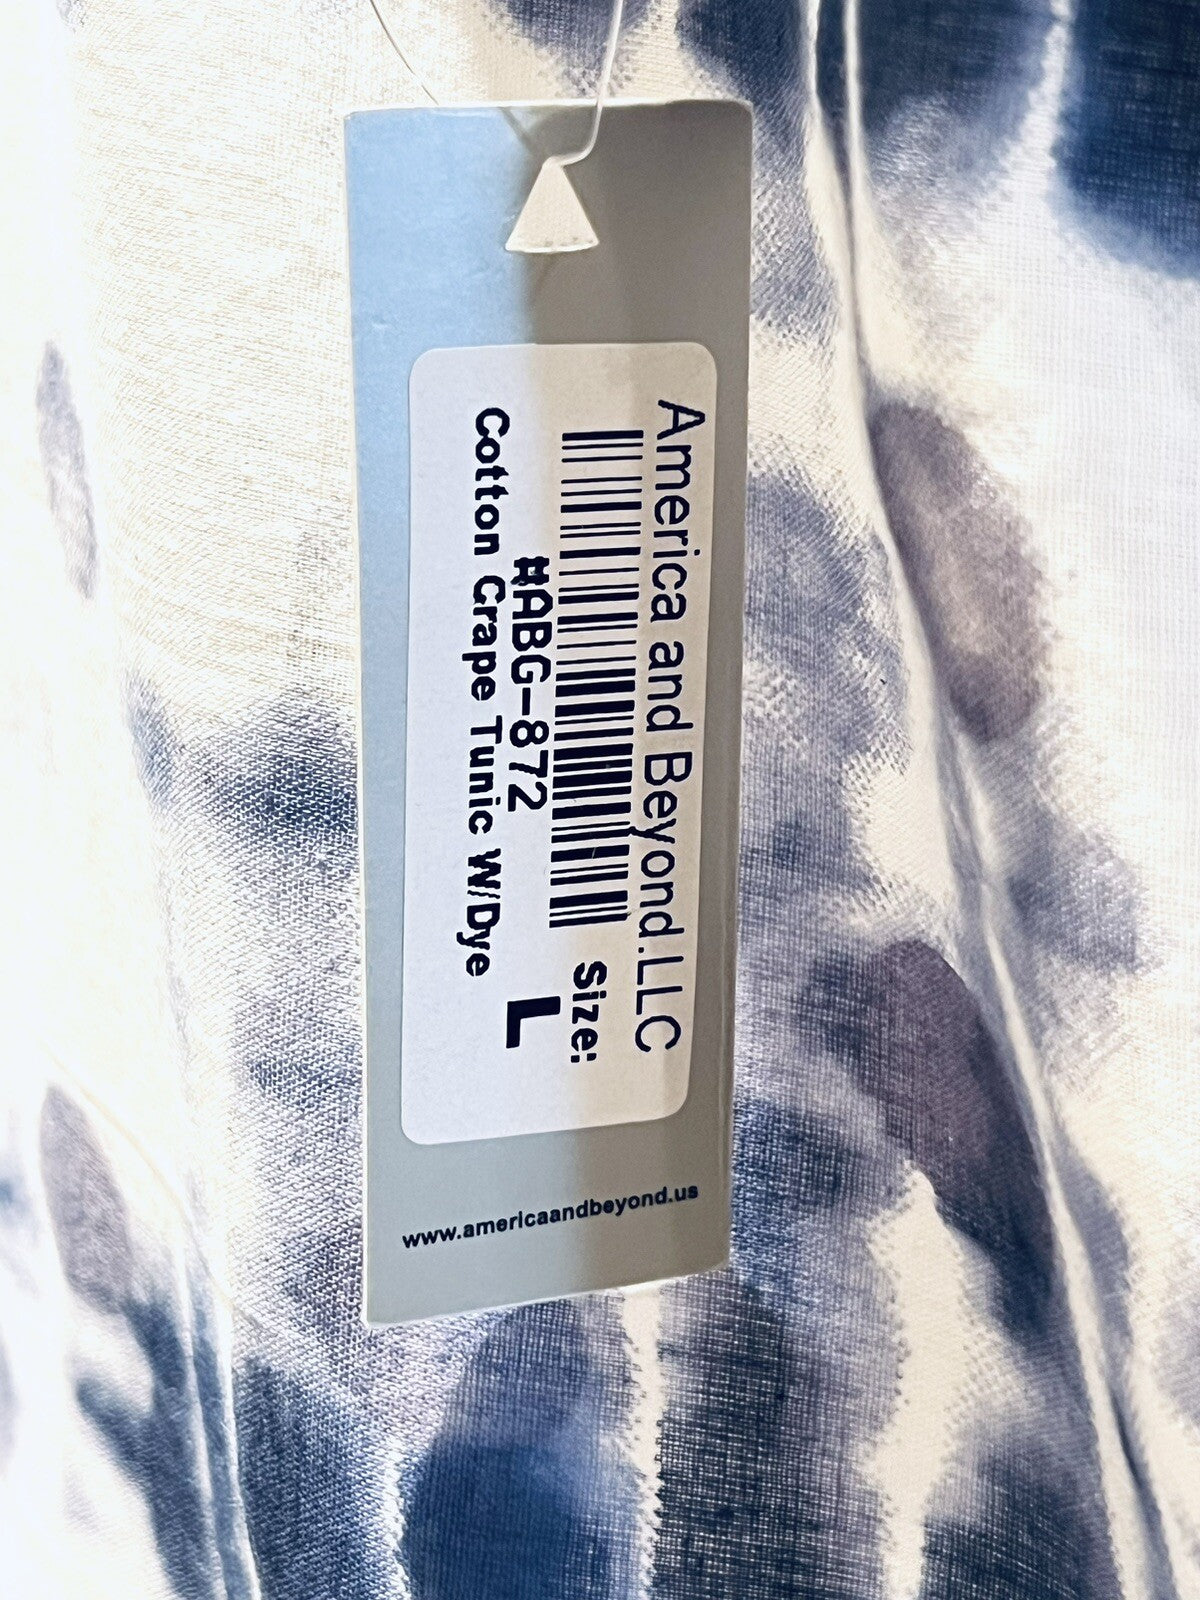 America and Beyond.LLC
Size:
#ABG-872
L
Cotton Crape Tunic W/Dye
www.americaandbeyond.us